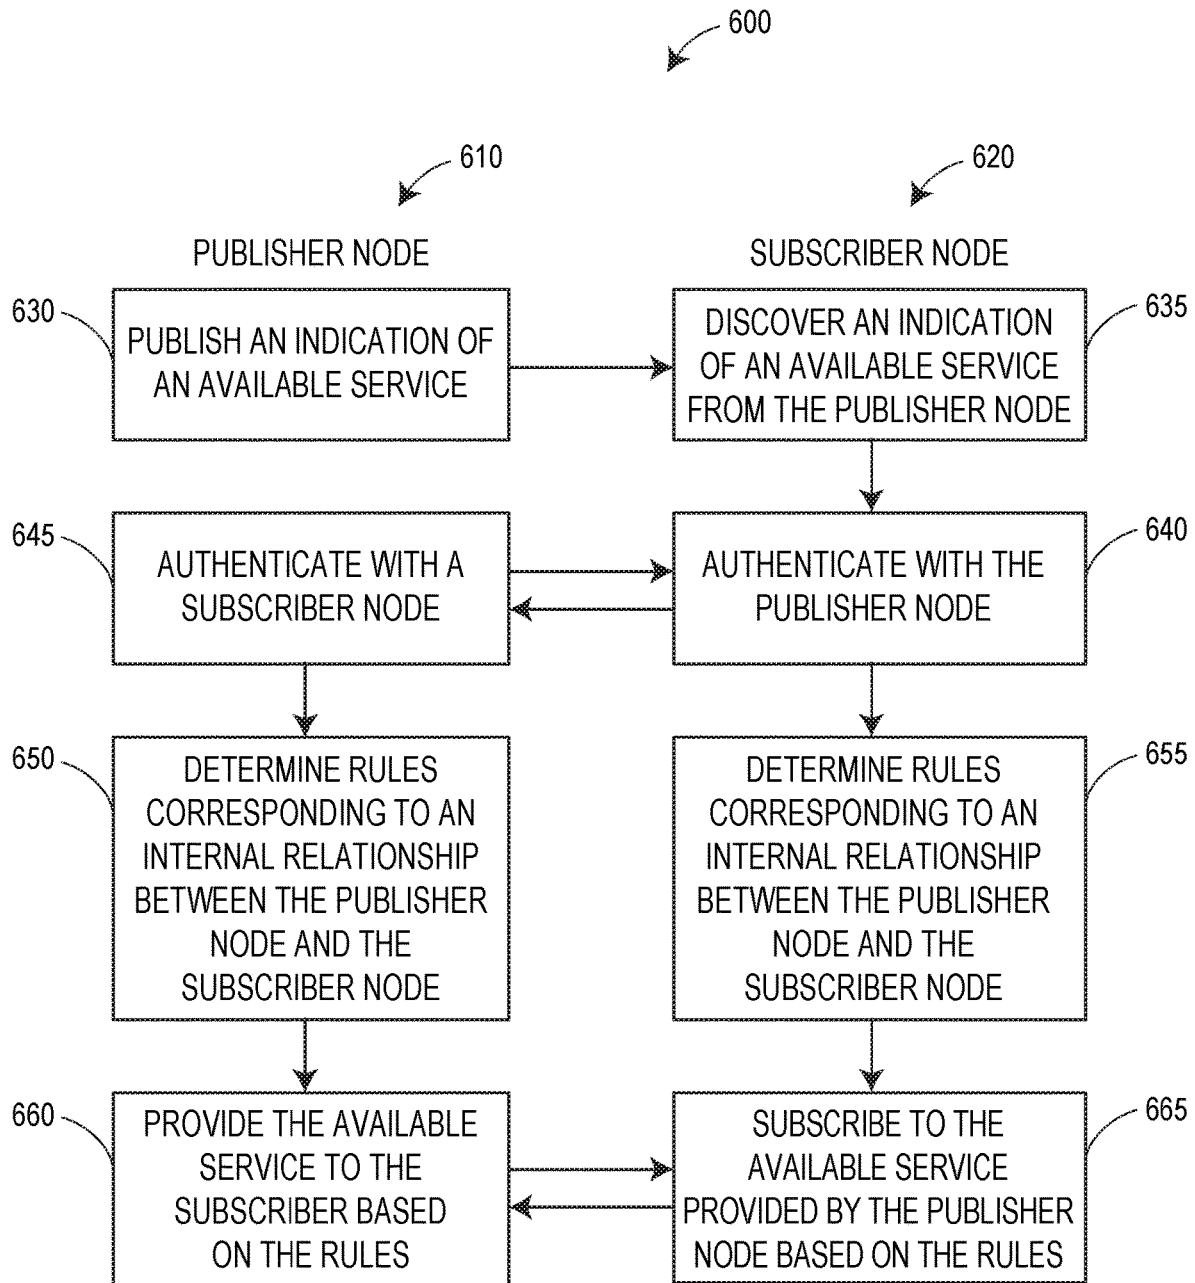 600
610
620
PUBLISHER NODE
SUBSCRIBER NODE
630
PUBLISH AN INDICATION OF
AN AVAILABLE SERVICE
635
DISCOVER AN INDICATION
OF AN AVAILABLE SERVICE
FROM THE PUBLISHER NODE
645
AUTHENTICATE WITH A
SUBSCRIBER NODE
640
AUTHENTICATE WITH THE
PUBLISHER NODE
650
DETERMINE RULES
CORRESPONDING TO AN
INTERNAL RELATIONSHIP
BETWEEN THE PUBLISHER
NODE AND THE
SUBSCRIBER NODE
655
DETERMINE RULES
CORRESPONDING TO AN
INTERNAL RELATIONSHIP
BETWEEN THE PUBLISHER
NODE AND THE
SUBSCRIBER NODE
660
PROVIDE THE AVAILABLE
SERVICE TO THE
SUBSCRIBER BASED
ON THE RULES
665
SUBSCRIBE TO THE
AVAILABLE SERVICE
PROVIDED BY THE PUBLISHER
NODE BASED ON THE RULES